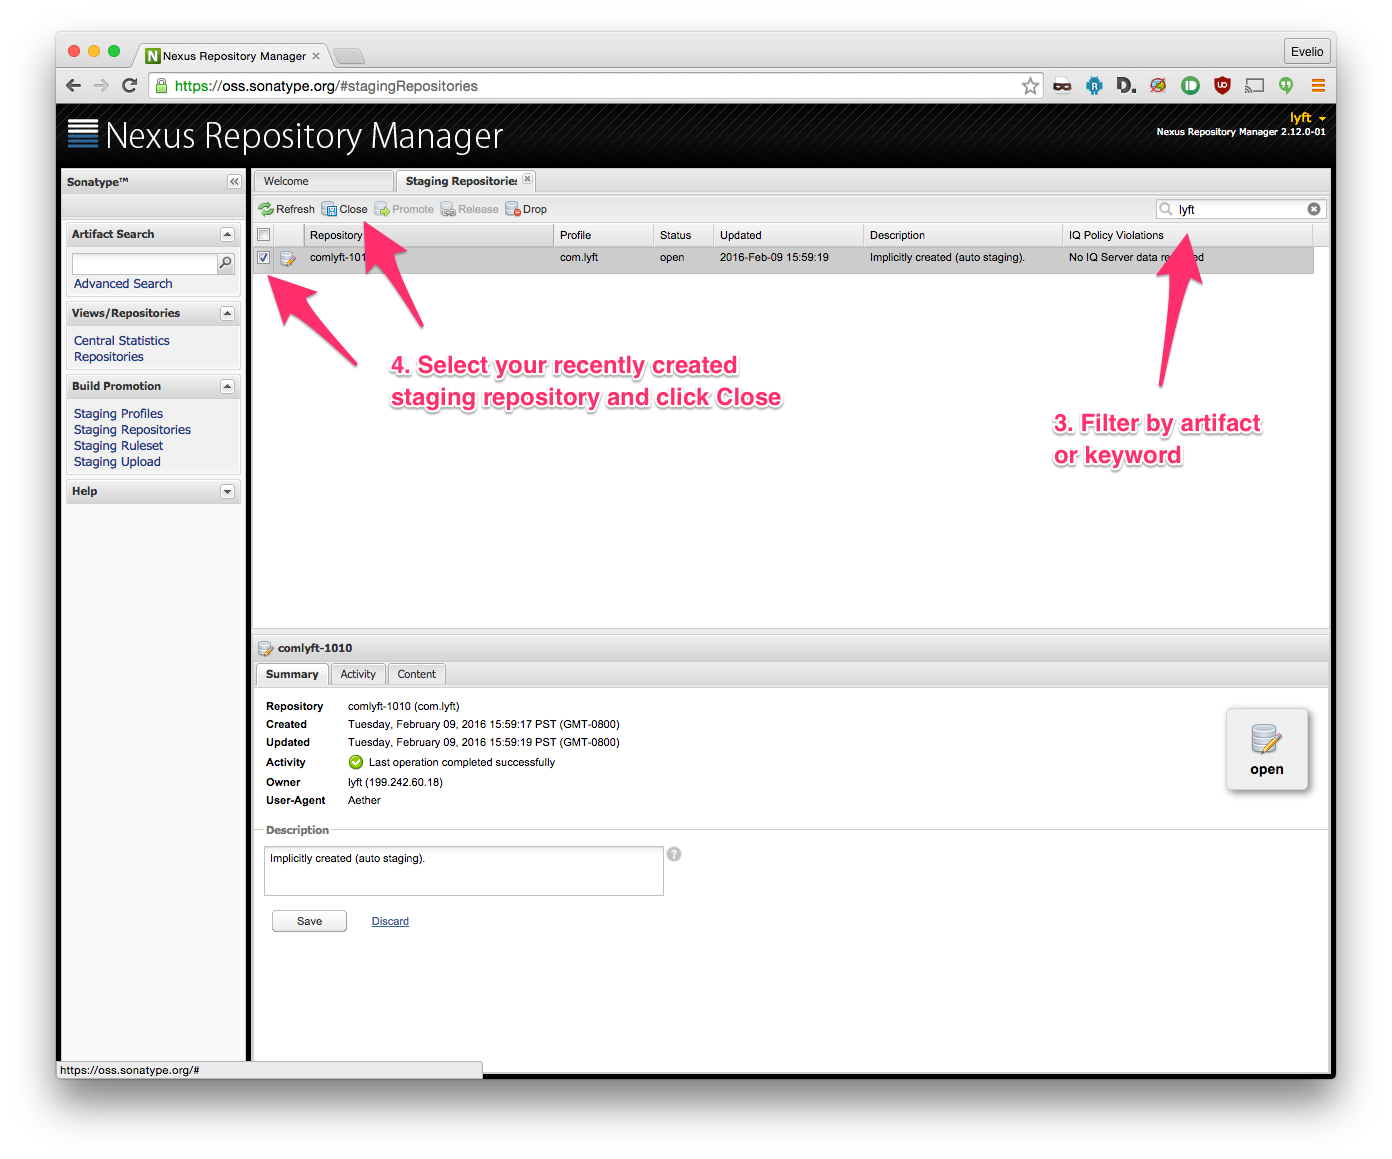 Nexus Repository Manager
Evelio
https://oss.sonatype.org/#stagingRepositories
Nexus Repository Manager
lyft
Nexus Repository Manager 2.12.0-01
Sonatype™
Welcome
Staging Repositories
Refresh Close Promote Release Drop
lyft
Artifact Search
Advanced Search
Views/Repositories
Central Statistics
Repositories
Build Promotion
Staging Profiles
Staging Repositories
Staging Ruleset
Staging Upload
Help
Repository Profile Status Updated Description IQ Policy Violations
comlyft-101 com.lyft open 2016-Feb-09 15:59:19 Implicitly created (auto staging). No IQ Server data
4. Select your recently created
staging repository and click Close
3. Filter by artifact
or keyword
comlyft-1010
Summary Activity Content
Repository comlyft-1010 (com.lyft)
Created Tuesday, February 09, 2016 15:59:17 PST (GMT-0800)
Updated Tuesday, February 09, 2016 15:59:19 PST (GMT-0800)
Activity Last operation completed successfully
Owner lyft (199.242.60.18)
User-Agent Aether
open
Description
Implicitly created (auto staging).
Save Discard
https://oss.sonatype.org/#